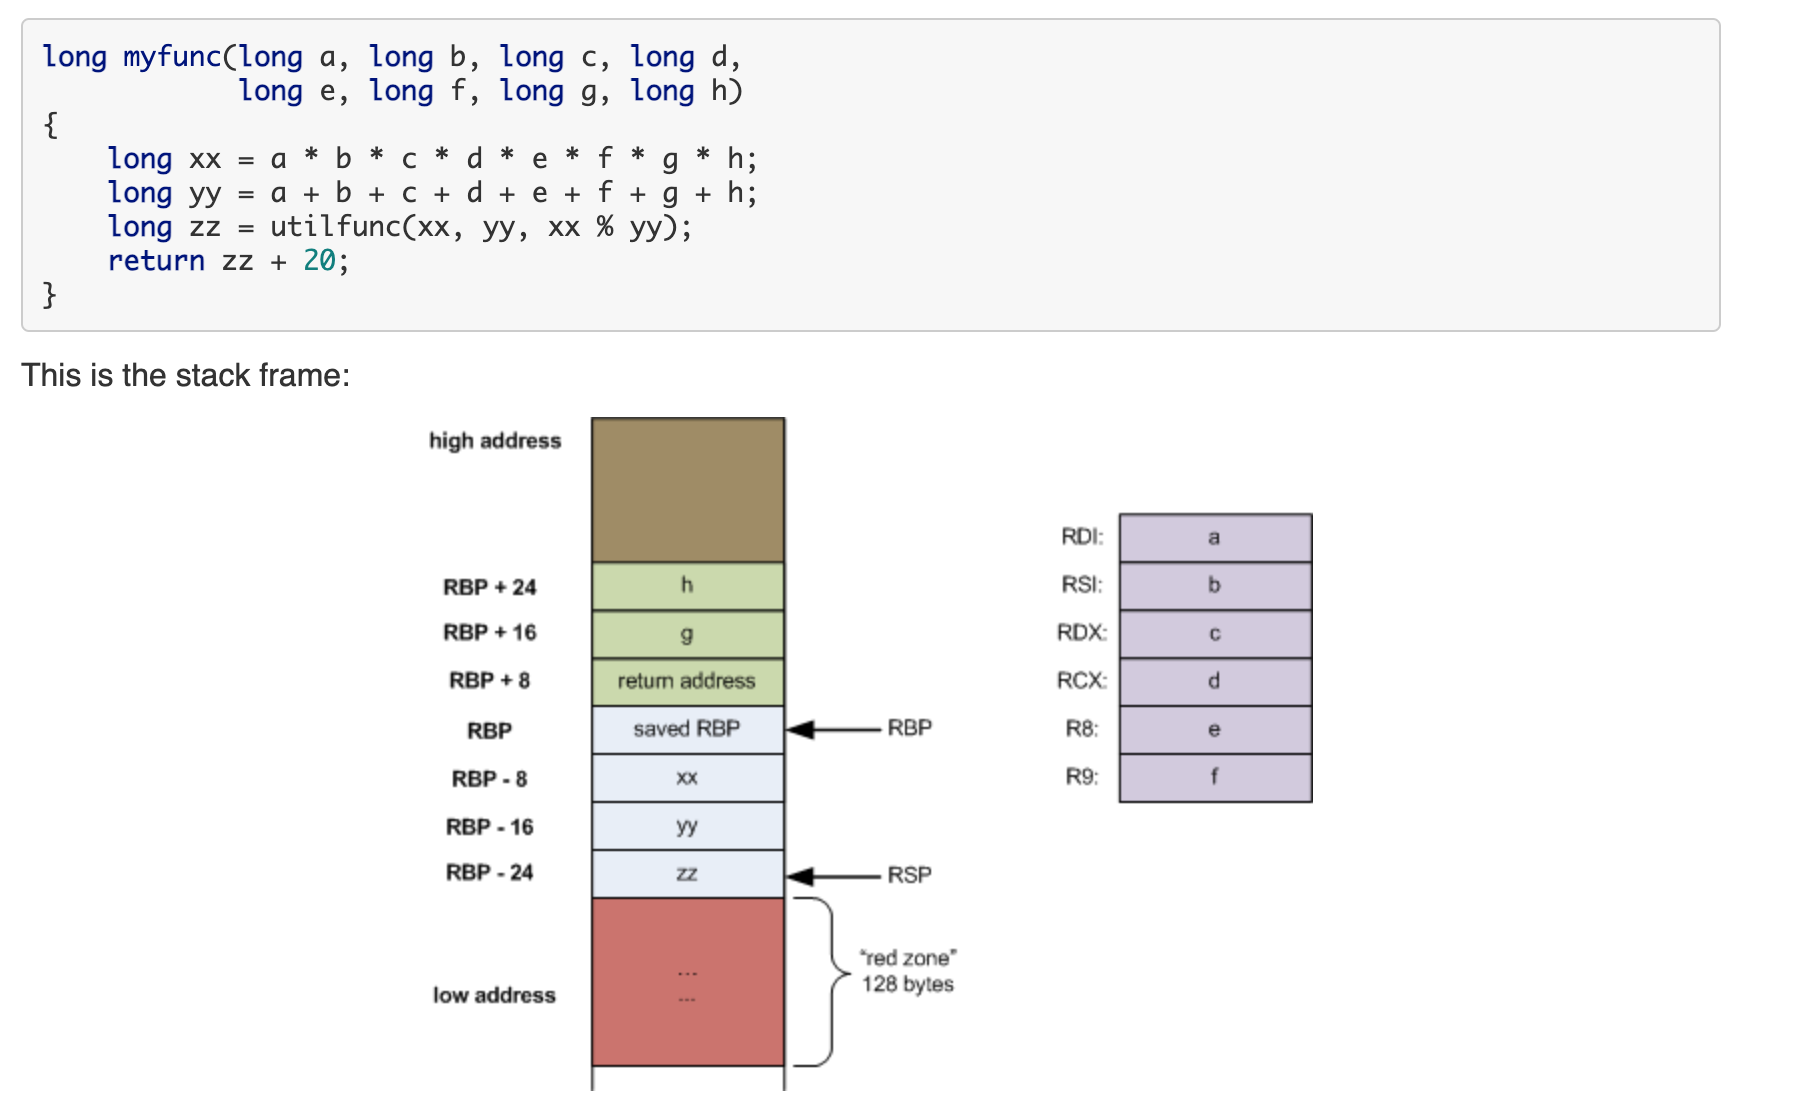 long myfunc(long a, long b, long c, long d,
            long e, long f, long g, long h)
{
    long xx = a * b * c * d * e * f * g * h;
    long yy = a + b + c + d + e + f + g + h;
    long zz = utilfunc(xx, yy, xx % yy);
    return zz + 20;
}
This is the stack frame:
high address
RBP + 24 h
RBP + 16 g
RBP + 8 return address
RBP saved RBP RBP
RBP - 8 xx
RBP - 16 yy
RBP - 24 zz RSP
...
...
low address
"red zone"
128 bytes
RDI: a
RSI: b
RDX: c
RCX: d
R8: e
R9: f